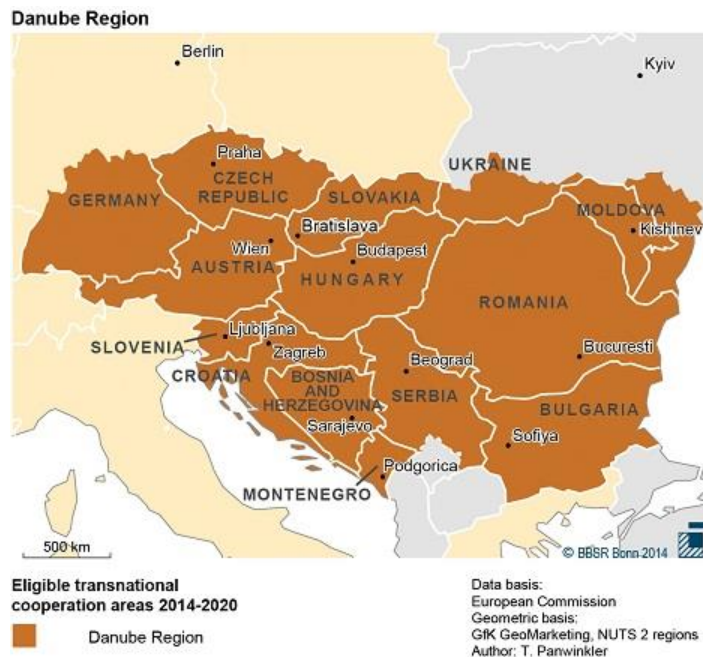 Danube Region
Berlin
Kyiv
Praha
UKRAINE
CZECH
REPUBLIC
GERMANY
SLOVAKIA
MOLDOVA
Bratislava
Kishinev
Wien
Budapest
AUSTRIA
HUNGARY
ROMANIA
Ljubljana
SLOVENIA
Zagreb
Beograd
Bucuresti
CROATIA
BOSNIA
AND
HERZEGOVINA
SERBIA
BULGARIA
Sarajevo
Sofiya
Podgorica
MONTENEGRO
500 km
© BBSR Bonn 2014
Eligible transnational
cooperation areas 2014-2020
Danube Region
Data basis:
European Commission
Geometric basis:
GfK GeoMarketing, NUTS 2 regions
Author: T. Panwinkler